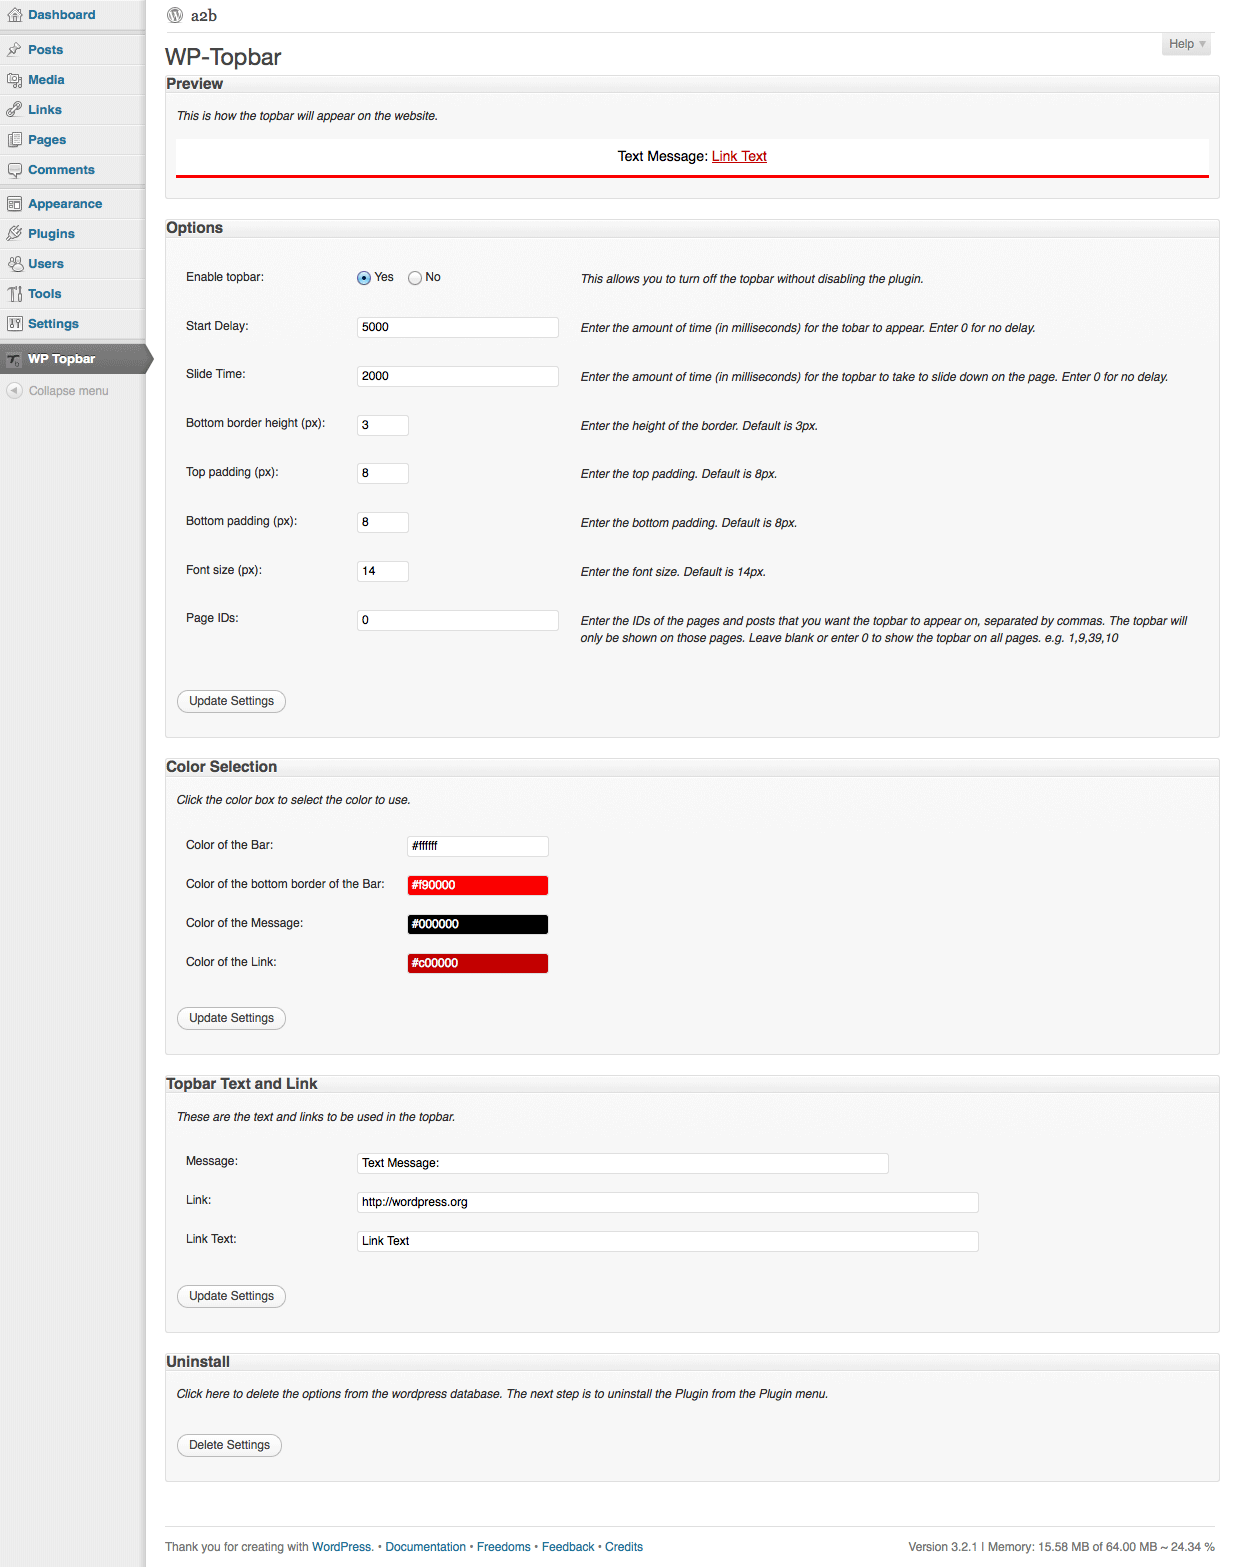 Dashboard
Posts
Media
Links
Pages
Comments
Appearance
Plugins
Users
Tools
Settings
WP Topbar
Collapse menu
a2b
Help
WP-Topbar
Preview
This is how the topbar will appear on the website.
Text Message: Link Text
Options
Enable topbar: Yes No This allows you to turn off the topbar without disabling the plugin.
Start Delay: 5000 Enter the amount of time (in milliseconds) for the tobar to appear. Enter 0 for no delay.
Slide Time: 2000 Enter the amount of time (in milliseconds) for the topbar to take to slide down on the page. Enter 0 for no delay.
Bottom border height (px): 3 Enter the height of the border. Default is 3px.
Top padding (px): 8 Enter the top padding. Default is 8px.
Bottom padding (px): 8 Enter the bottom padding. Default is 8px.
Font size (px): 14 Enter the font size. Default is 14px.
Page IDs: 0 Enter the IDs of the pages and posts that you want the topbar to appear on, separated by commas. The topbar will
only be shown on those pages. Leave blank or enter 0 to show the topbar on all pages. e.g. 1,9,39,10
Update Settings
Color Selection
Click the color box to select the color to use.
Color of the Bar: #ffffff
Color of the bottom border of the Bar: #f90000
Color of the Message: #000000
Color of the Link: #c00000
Update Settings
Topbar Text and Link
These are the text and links to be used in the topbar.
Message: Text Message:
Link: http://wordpress.org
Link Text: Link Text
Update Settings
Uninstall
Click here to delete the options from the wordpress database. The next step is to uninstall the Plugin from the Plugin menu.
Delete Settings
Thank you for creating with WordPress. • Documentation • Freedoms • Feedback • Credits
Version 3.2.1 | Memory: 15.58 MB of 64.00 MB ~ 24.34 %